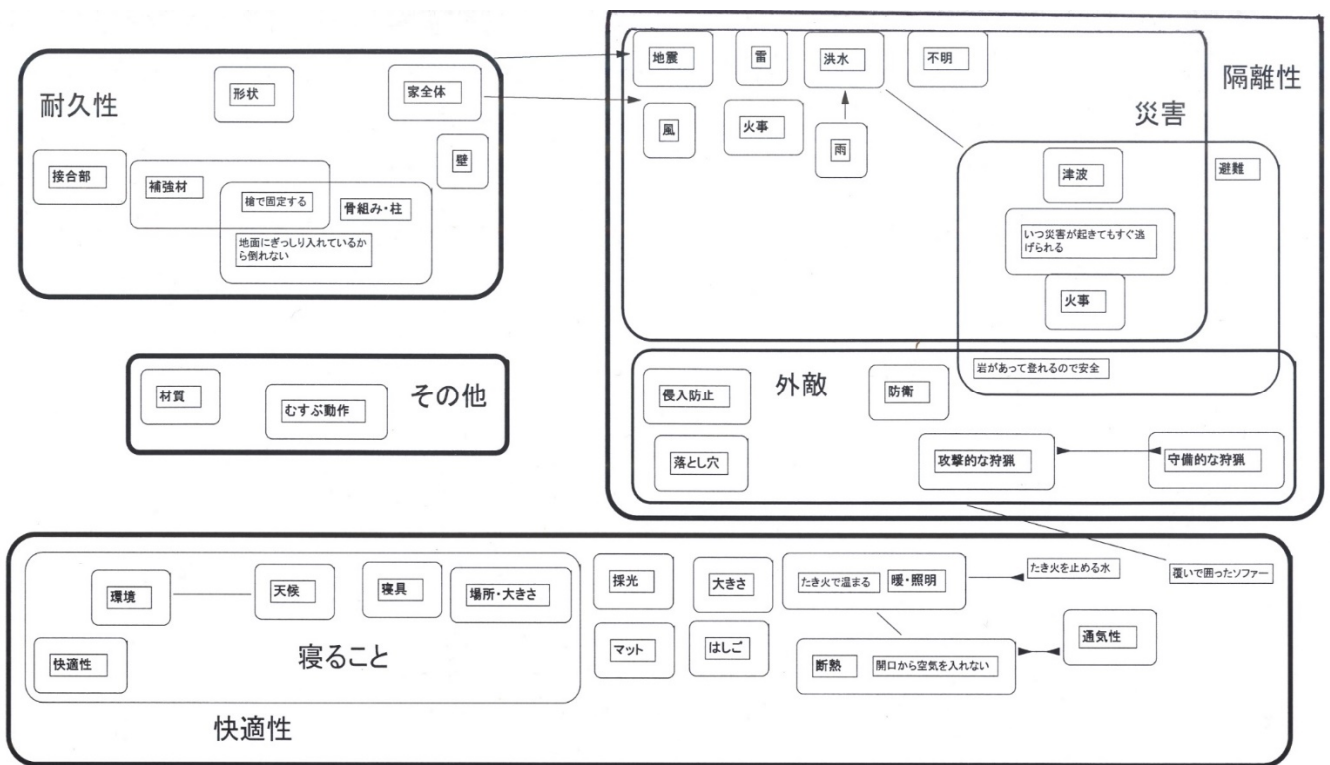 耐久性
形状
家全体
接合部
補強材
槍で固定する
骨組み・柱
壁
地面にぎっしり入れているか
ら倒れない
隔離性
災害
地震
雷
洪水
不明
風
火事
雨
津波
避難
いつ災害が起きてもすぐ逃
げられる
火事
岩があって登れるので安全
外敵
侵入防止
防衛
落とし穴
攻撃的な狩猟
守備的な狩猟
その他
材質
むすぶ動作
環境
天候
寝具
場所・大きさ
快適性
寝ること
快適性
採光
大きさ
マット
はしご
たき火で温まる
暖・照明
たき火を止める水
覆いで囲ったソファー
断熱
開口から空気を入れない
通気性